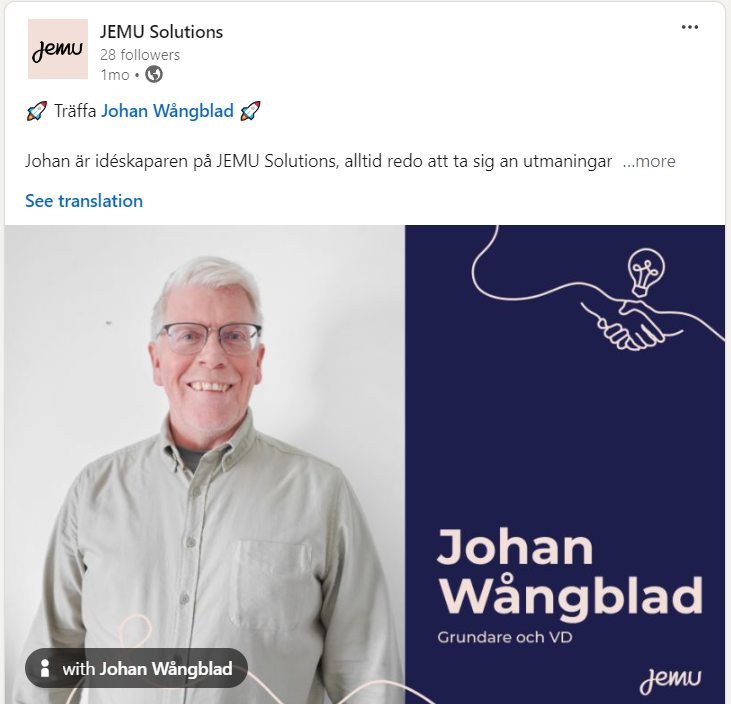 jemu
JEMU Solutions
28 followers
1mo •
🚀 Träffa Johan Wångblad 🚀
Johan är idéskaparen på JEMU Solutions, alltid redo att ta sig an utmaningar ...more
See translation
Johan
Wångblad
Grundare och VD
with Johan Wångblad
jemu